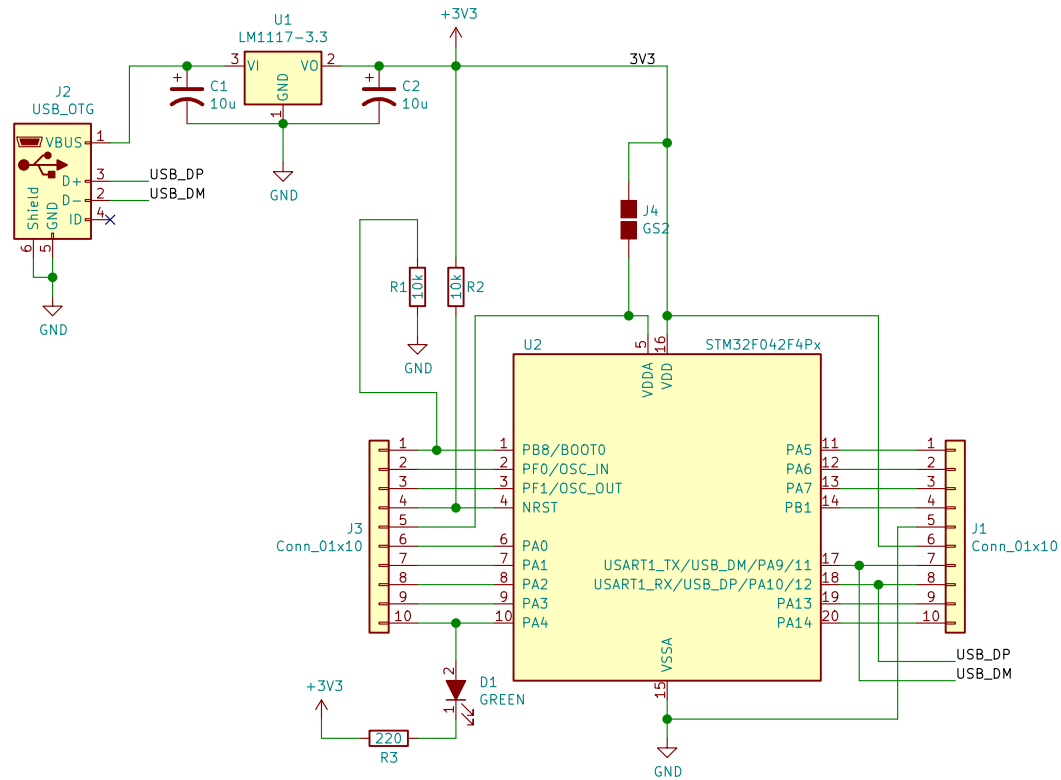 +3V3
U1
LM1117-3.3
3 VI VO 2
GND
1
+ C1
10u
+ C2
10u
GND
3V3
J2
USB_OTG
VBUS 1
D+ 3 USB_DP
D- 2 USB_DM
ID 4
Shield
GND
6 5
GND
J4
GS2
R1 10k
10k R2
GND
U2 STM32F042F4Px
5 16
VDDA VDD
1 1 PB8/BOOT0 PA5 11 1
2 2 PF0/OSC_IN PA6 12 2
3 3 PF1/OSC_OUT PA7 13 3
4 4 NRST PB1 14 4
J3 5 5 J1
Conn_01x10 6 6 PA0 6 Conn_01x10
7 7 PA1 USART1_TX/USB_DM/PA9/11 17 7
8 8 PA2 USART1_RX/USB_DP/PA10/12 18 8
9 9 PA3 PA13 19 9
10 10 PA4 PA14 20 10
VSSA
15
USB_DP
USB_DM
2 D1
1 GREEN
+3V3
220
R3
GND